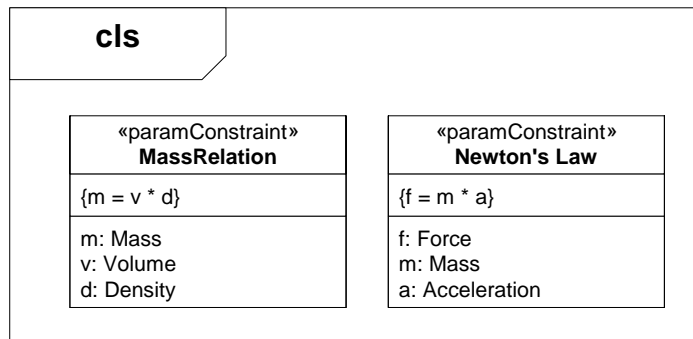 cls
«paramConstraint»
MassRelation
{m = v * d}
m: Mass
v: Volume
d: Density
«paramConstraint»
Newton's Law
{f = m * a}
f: Force
m: Mass
a: Acceleration